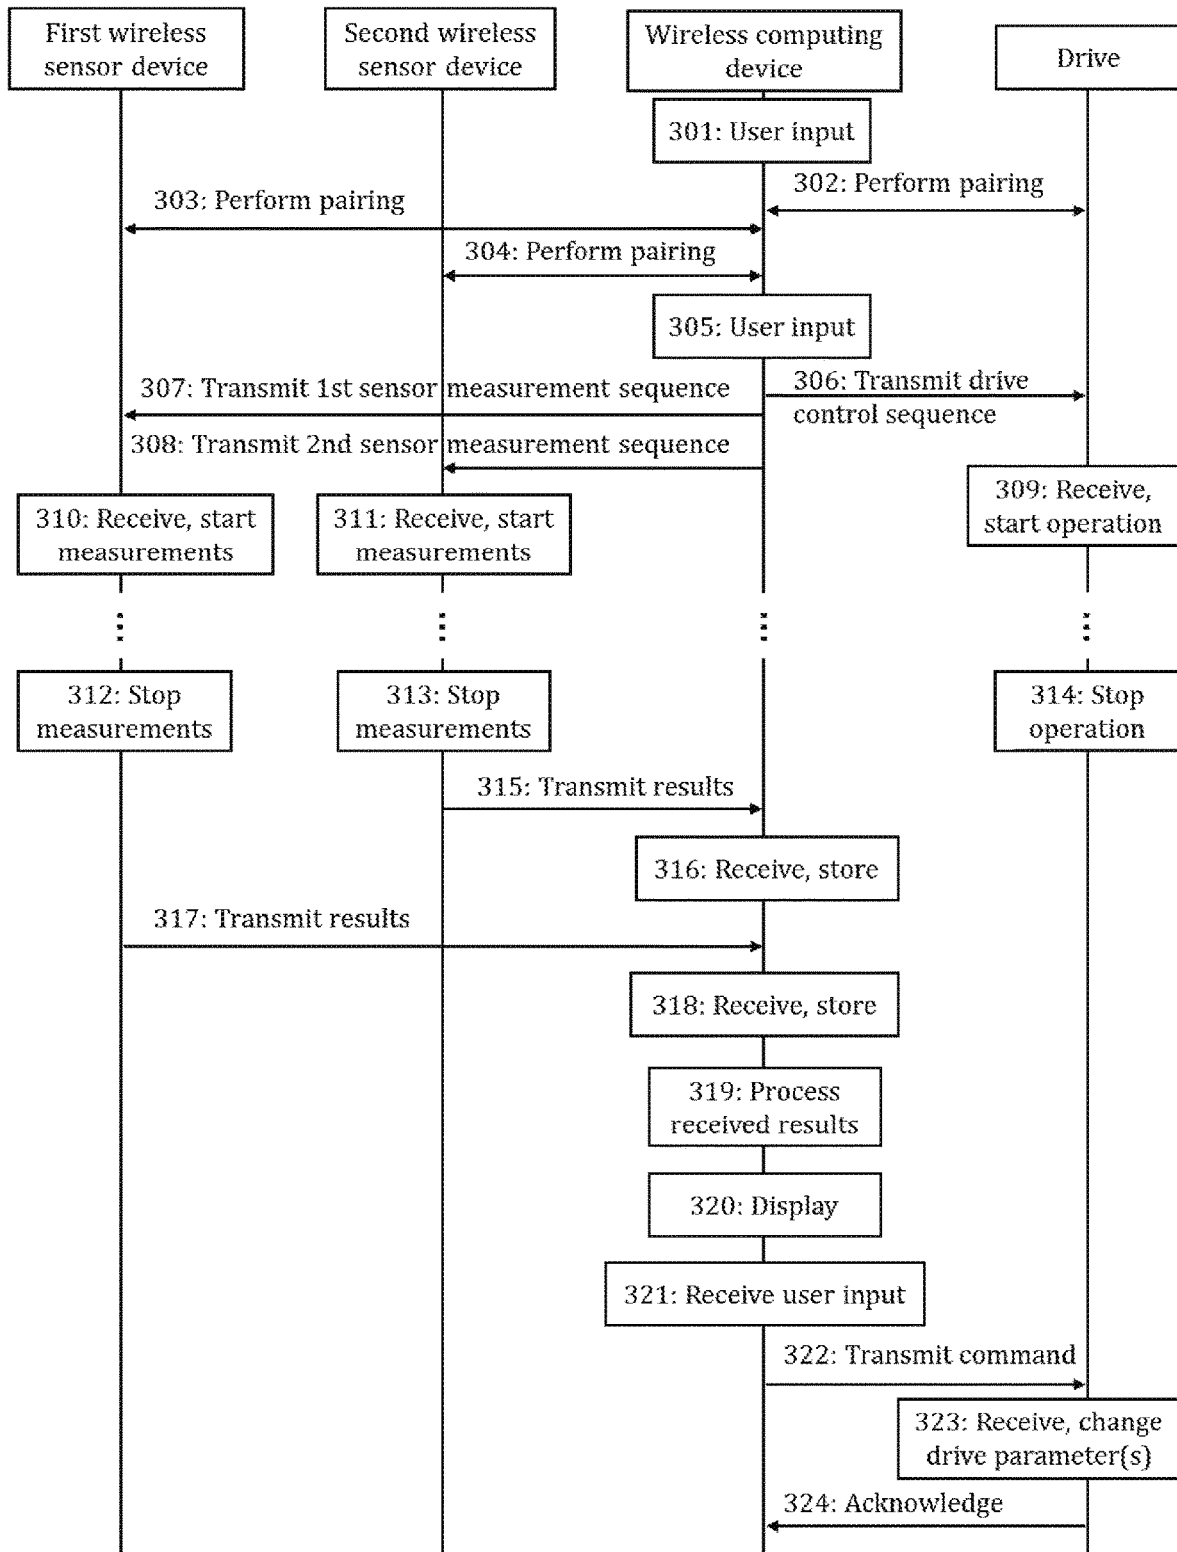 First wireless
sensor device
Second wireless
sensor device
Wireless computing
device
Drive
301: User input
302: Perform pairing
303: Perform pairing
304: Perform pairing
305: User input
306: Transmit drive
control sequence
307: Transmit 1st sensor measurement sequence
308: Transmit 2nd sensor measurement sequence
309: Receive,
start operation
310: Receive, start
measurements
311: Receive, start
measurements
312: Stop
measurements
313: Stop
measurements
314: Stop
operation
315: Transmit results
316: Receive, store
317: Transmit results
318: Receive, store
319: Process
received results
320: Display
321: Receive user input
322: Transmit command
323: Receive, change
drive parameter(s)
324: Acknowledge